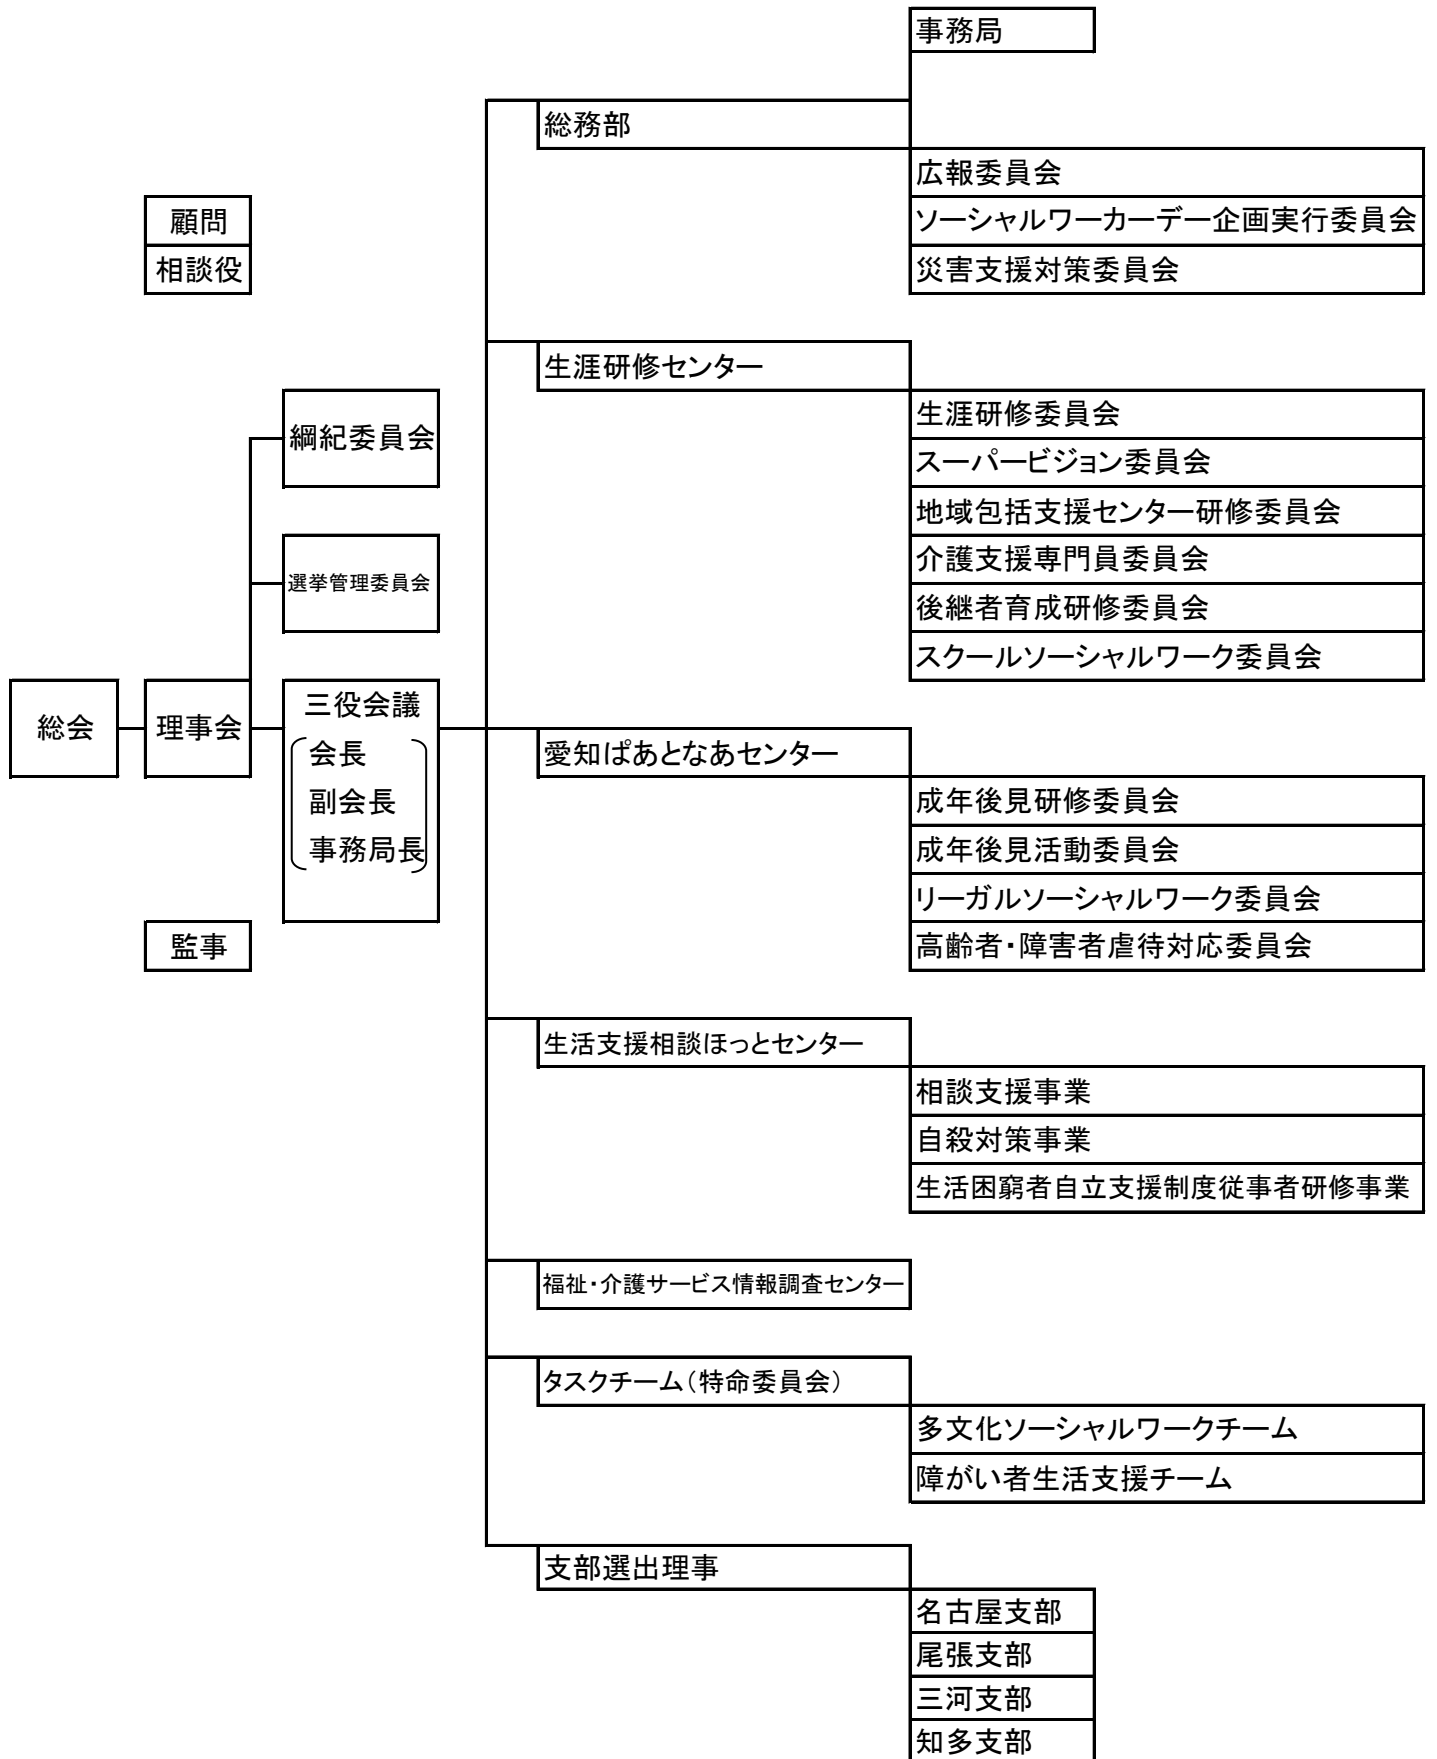 事務局
総務部
広報委員会
ソーシャルワーカーデー企画実行委員会
災害支援対策委員会
顧問
相談役
生涯研修センター
生涯研修委員会
スーパービジョン委員会
地域包括支援センター研修委員会
介護支援専門員委員会
後継者育成研修委員会
スクールソーシャルワーク委員会
綱紀委員会
選挙管理委員会
総会
理事会
三役会議
会長
副会長
事務局長
監事
愛知ぱあとなあセンター
成年後見研修委員会
成年後見活動委員会
リーガルソーシャルワーク委員会
高齢者・障害者虐待対応委員会
生活支援相談ほっとセンター
相談支援事業
自殺対策事業
生活困窮者自立支援制度従事者研修事業
福祉・介護サービス情報調査センター
タスクチーム（特命委員会）
多文化ソーシャルワークチーム
障がい者生活支援チーム
支部選出理事
名古屋支部
尾張支部
三河支部
知多支部